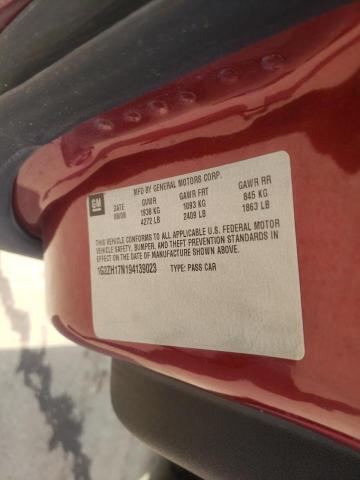 GM
MFD BY GENERAL MOTORS CORP.
DATE GVWR GAWR FRT GAWR RR
09/08 1938 KG 1093 KG 845 KG
4272 LB 2409 LB 1863 LB
THIS VEHICLE CONFORMS TO ALL APPLICABLE U.S. FEDERAL MOTOR
VEHICLE SAFETY, BUMPER, AND THEFT PREVENTION STANDARDS IN
EFFECT ON THE DATE OF MANUFACTURE SHOWN ABOVE.
1G2ZH17N194139023 TYPE: PASS CAR